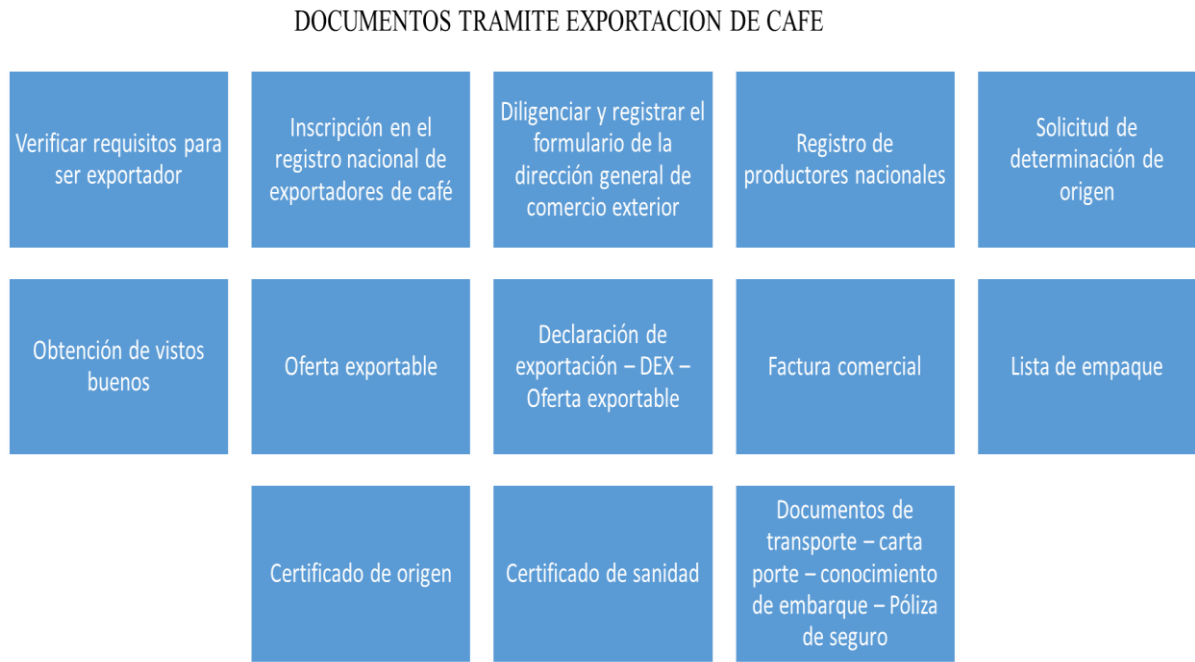 DOCUMENTOS TRAMITE EXPORTACION DE CAFE
Verificar requisitos para
ser exportador
Inscripción en el
registro nacional de
exportadores de café
Diligenciar y registrar el
formulario de la
dirección general de
comercio exterior
Registro de
productores nacionales
Solicitud de
determinación de
origen
Obtención de vistos
buenos
Oferta exportable
Declaración de
exportación – DEX –
Oferta exportable
Factura comercial
Lista de empaque
Certificado de origen
Certificado de sanidad
Documentos de
transporte – carta
porte – conocimiento
de embarque – Póliza
de seguro